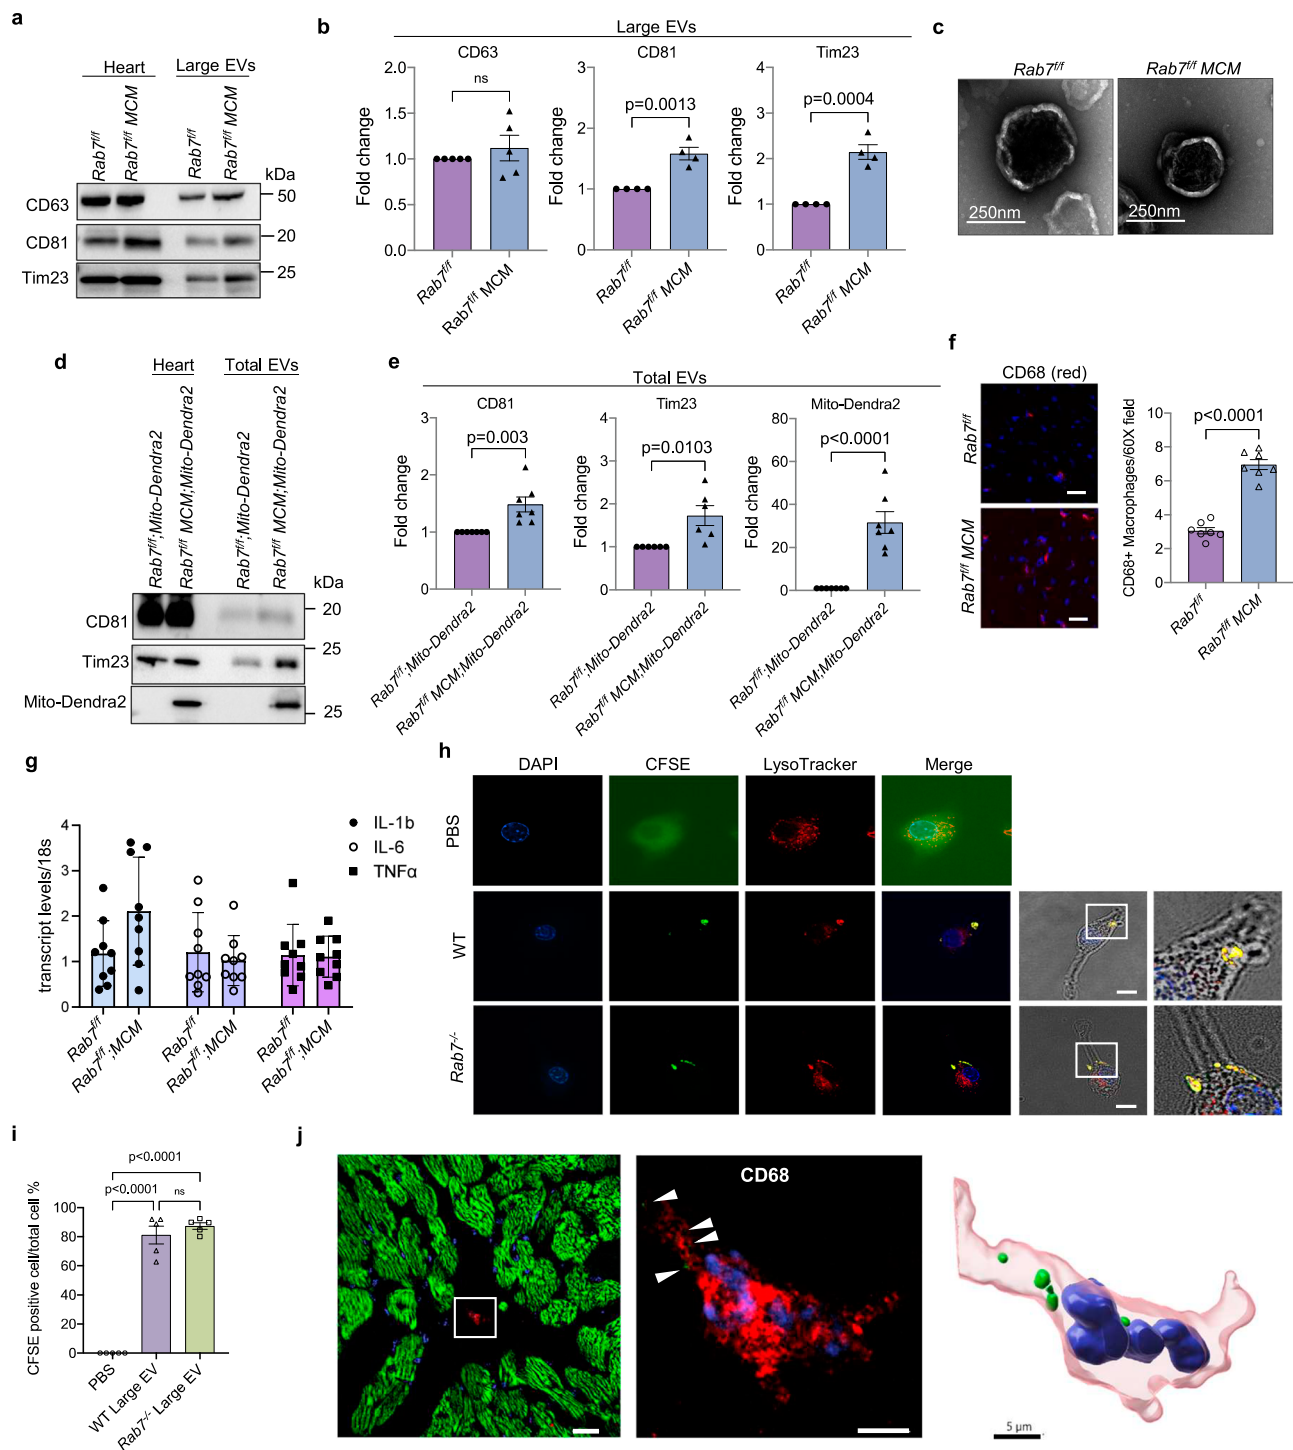 a
Heart
Large EVs
Rab7f/f
Rab7f/f MCM
Rab7f/f
Rab7f/f MCM
kDa
CD63
50
CD81
20
Tim23
25
b
Large EVs
CD63
CD81
Tim23
Fold change
2.0
1.5
1.0
0.5
0.0
ns
Rab7f/f
Rab7f/f MCM
Fold change
3
2
1
0
p=0.0013
Rab7f/f
Rab7f/f MCM
Fold change
4
3
2
1
0
p=0.0004
Rab7f/f
Rab7f/f MCM
c
Rab7f/f
Rab7f/f MCM
250nm
250nm
d
Heart
Total EVs
Rab7f/f;Mito-Dendra2
Rab7f/f MCM;Mito-Dendra2
Rab7f/f;Mito-Dendra2
Rab7f/f MCM;Mito-Dendra2
kDa
CD81
20
25
Tim23
Mito-Dendra2
25
e
Total EVs
CD81
Tim23
Mito-Dendra2
Fold change
3
2
1
0
p=0.003
Rab7f/f;Mito-Dendra2
Rab7f/f MCM;Mito-Dendra2
Fold change
4
3
2
1
0
p=0.0103
Rab7f/f;Mito-Dendra2
Rab7f/f MCM;Mito-Dendra2
Fold change
80
60
40
20
0
p<0.0001
Rab7f/f;Mito-Dendra2
Rab7f/f MCM;Mito-Dendra2
f
CD68 (red)
Rab7f/f
Rab7f/f MCM
CD68+ Macrophages/60X field
10
8
6
4
2
0
p<0.0001
Rab7f/f
Rab7f/f MCM
g
transcript levels/18s
4
3
2
1
0
IL-1b
IL-6
TNFα
Rab7f/f
Rab7f/f;MCM
Rab7f/f
Rab7f/f;MCM
Rab7f/f
Rab7f/f;MCM
h
DAPI
CFSE
LysoTracker
Merge
PBS
WT
Rab7-/-
i
CFSE positive cell/total cell %
100
80
60
40
20
0
p<0.0001
p<0.0001
ns
PBS
WT Large EV
Rab7-/- Large EV
j
CD68
5 µm